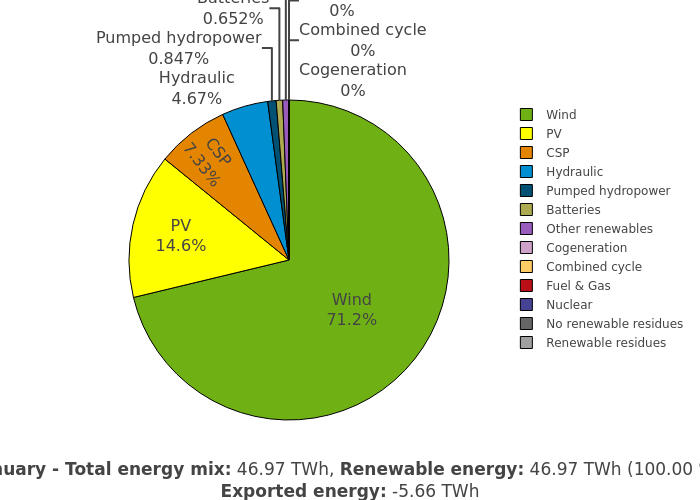 Batteries
0.652%
0%
Pumped hydropower
0.847%
Combined cycle
0%
Hydraulic
4.67%
Cogeneration
0%
CSP
7.33%
PV
14.6%
Wind
71.2%
Wind
PV
CSP
Hydraulic
Pumped hydropower
Batteries
Other renewables
Cogeneration
Combined cycle
Fuel & Gas
Nuclear
No renewable residues
Renewable residues
nuary - Total energy mix: 46.97 TWh, Renewable energy: 46.97 TWh (100.00
Exported energy: -5.66 TWh